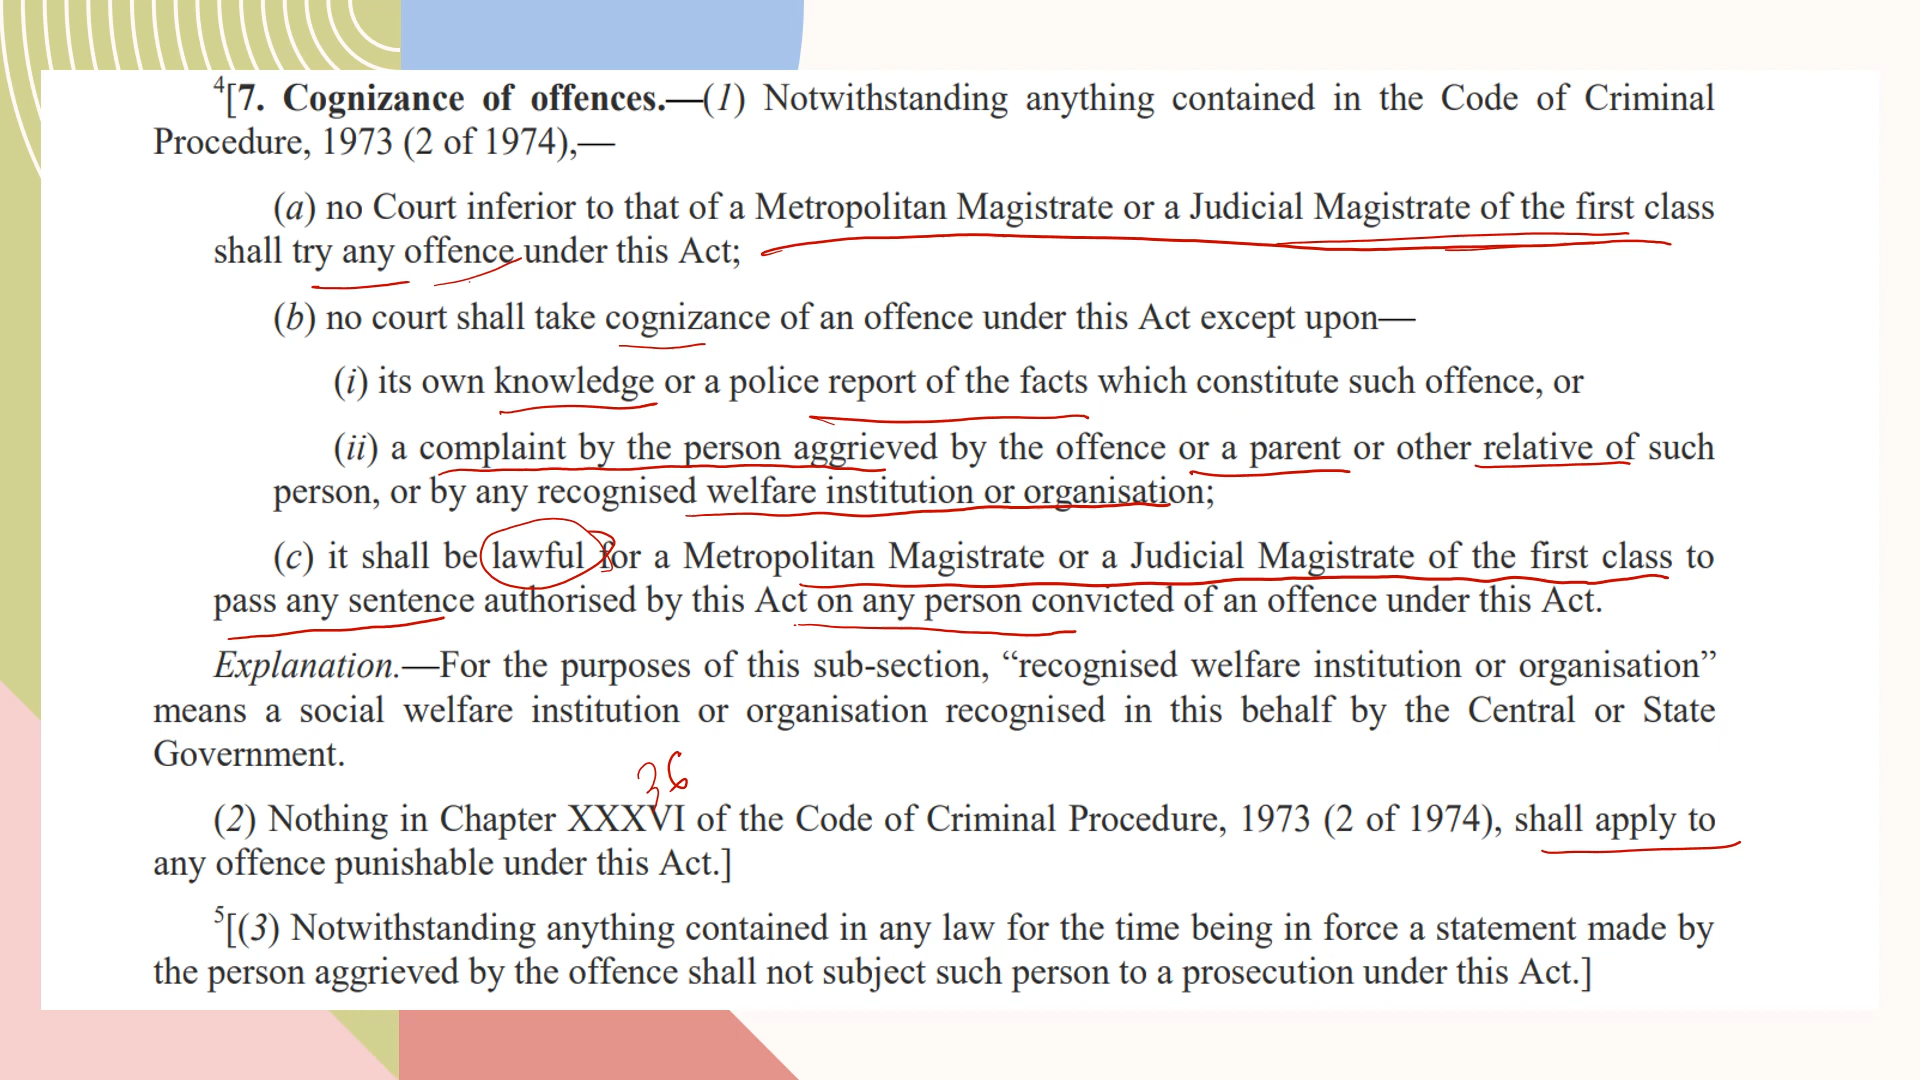 4[7. Cognizance of offences.—(1) Notwithstanding anything contained in the Code of Criminal
Procedure, 1973 (2 of 1974),—
(a) no Court inferior to that of a Metropolitan Magistrate or a Judicial Magistrate of the first class
shall try any offence under this Act;
(b) no court shall take cognizance of an offence under this Act except upon—
(i) its own knowledge or a police report of the facts which constitute such offence, or
(ii) a complaint by the person aggrieved by the offence or a parent or other relative of such
person, or by any recognised welfare institution or organisation;
(c) it shall be lawful for a Metropolitan Magistrate or a Judicial Magistrate of the first class to
pass any sentence authorised by this Act on any person convicted of an offence under this Act.
Explanation.—For the purposes of this sub-section, “recognised welfare institution or organisation”
means a social welfare institution or organisation recognised in this behalf by the Central or State
Government.
36
(2) Nothing in Chapter XXXVI of the Code of Criminal Procedure, 1973 (2 of 1974), shall apply to
any offence punishable under this Act.]
5[(3) Notwithstanding anything contained in any law for the time being in force a statement made by
the person aggrieved by the offence shall not subject such person to a prosecution under this Act.]